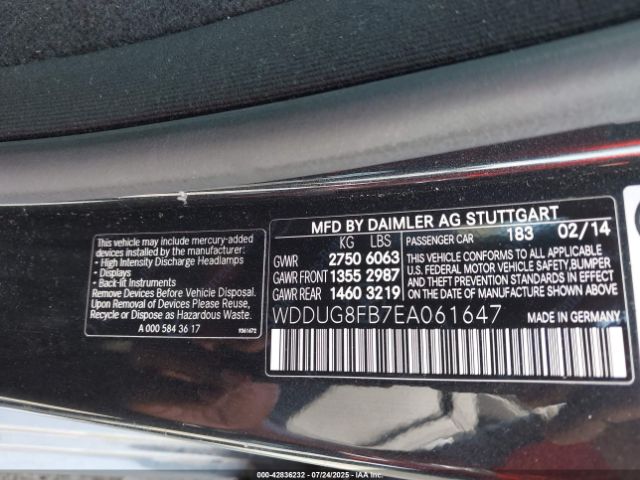 This vehicle may include mercury-added
devices installed by the manufacturer:
- High Intensity Discharge Headlamps
- Displays
- Back-lit Instruments
Remove Devices Before Vehicle Disposal.
Upon Removal of Devices Please Reuse,
Recycle or Dispose as Hazardous Waste.
A 000 584 36 17
MFD BY DAIMLER AG STUTTGART
KG LBS PASSENGER CAR 183 02/14
GVWR 2750 6063
GAWR FRONT 1355 2987
GAWR REAR 1460 3219
THIS VEHICLE CONFORMS TO ALL APPLICABLE
U.S. FEDERAL MOTOR VEHICLE SAFETY, BUMPER
AND THEFT PREVENTION STANDARDS IN EFFECT
ON THE DATE OF MANUFACTURE SHOWN ABOVE.
WDDUG8FB7EA061647
MADE IN GERMANY
000-42836232 - 07/24/2025 - IAAI.COM